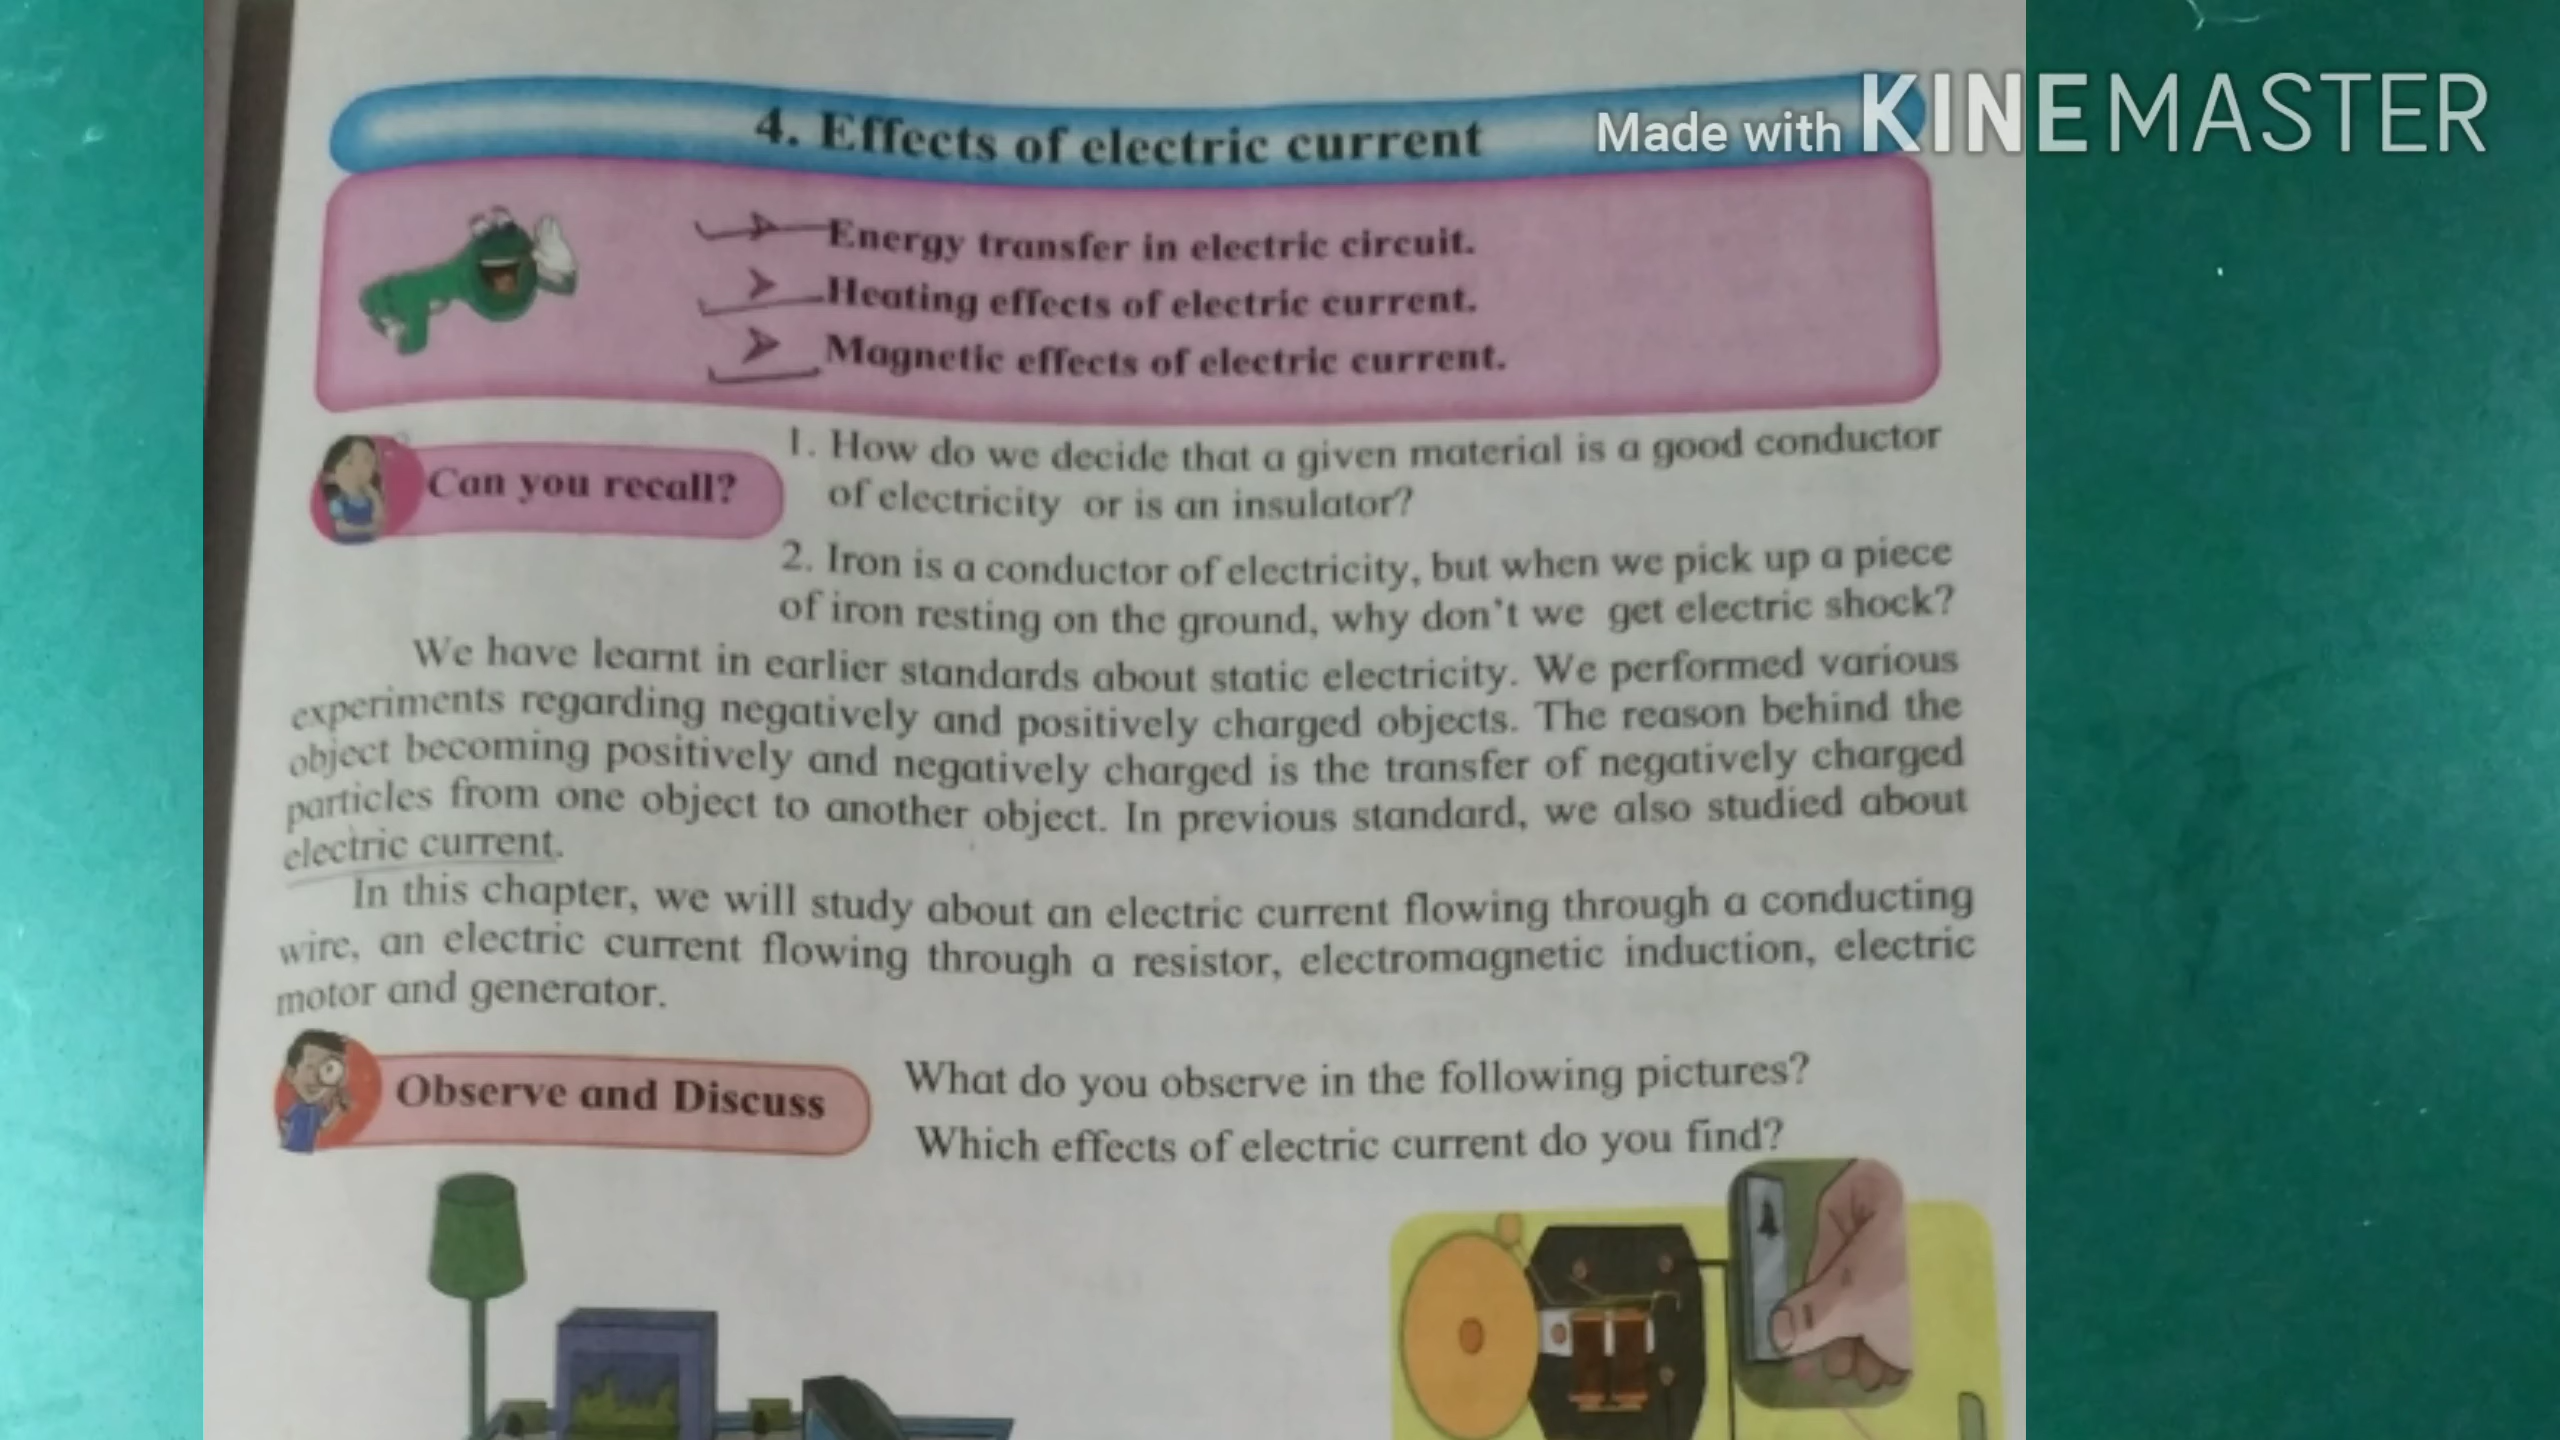 4. Effects of electric current
Made with KINEMASTER
Energy transfer in electric circuit.
Heating effects of electric current.
Magnetic effects of electric current.
Can you recall?
1. How do we decide that a given material is a good conductor
of electricity or is an insulator?
2. Iron is a conductor of electricity, but when we pick up a piece
of iron resting on the ground, why don't we get electric shock?
We have learnt in earlier standards about static electricity. We performed various
experiments regarding negatively and positively charged objects. The reason behind the
object becoming positively and negatively charged is the transfer of negatively charged
particles from one object to another object. In previous standard, we also studied about
electric current.
In this chapter, we will study about an electric current flowing through a conducting
wire, an electric current flowing through a resistor, electromagnetic induction, electric
motor and generator.
Observe and Discuss
What do you observe in the following pictures?
Which effects of electric current do you find?